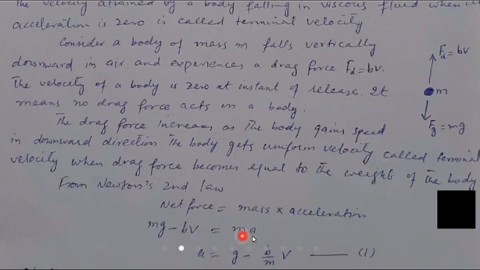 The velocity attained by a body falling in viscous fluid when its
acceleration is zero is called terminal velocity
Consider a body of mass m falls vertically
downward in air and experiences a drag force Fd = bv.
The velocity of a body is zero at instant of release. It
means no drag force acts on a body.
The drag force increases as the body gains speed
in downward direction. The body gets uniform velocity called terminal
velocity when drag force becomes equal to the weight of the body
From Newton's 2nd law
Net force = mass × acceleration
mg - bv = ma
a = g - b/m v —— (1)
Fd = bv
m
Fg = mg